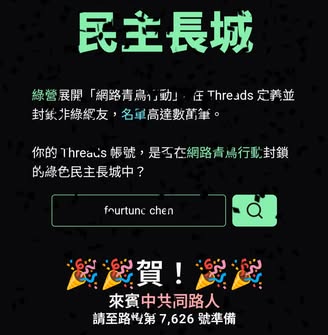 民主長城
綠營展開「網路青鳥行動」，在 Threads 定義並
封鎖非綠網友，名單高達數萬筆。
你的 Threads 帳號，是否在網路青鳥行動封鎖
的綠色民主長城中？
fourtune chen
🎉🎉賀！🎉🎉
來賓中共同路人
請至路戰第 7,626 號準備